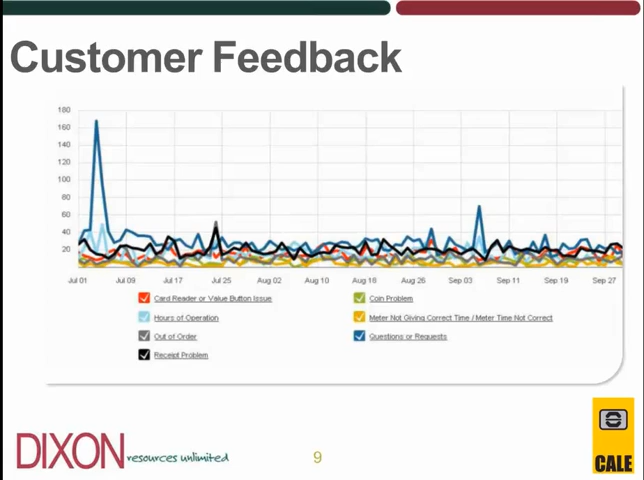 Customer Feedback
180
160
140
120
100
80
60
40
20
Jul 01 Jul 09 Jul 17 Jul 25 Aug 02 Aug 10 Aug 18 Aug 26 Sep 03 Sep 11 Sep 19 Sep 27
Card Reader or Value Button Issue Coin Problem
Hours of Operation Meter Not Giving Correct Time / Meter Time Not Correct
Out of Order Questions or Requests
Receipt Problem
DIXON resources unlimited
9
CALE